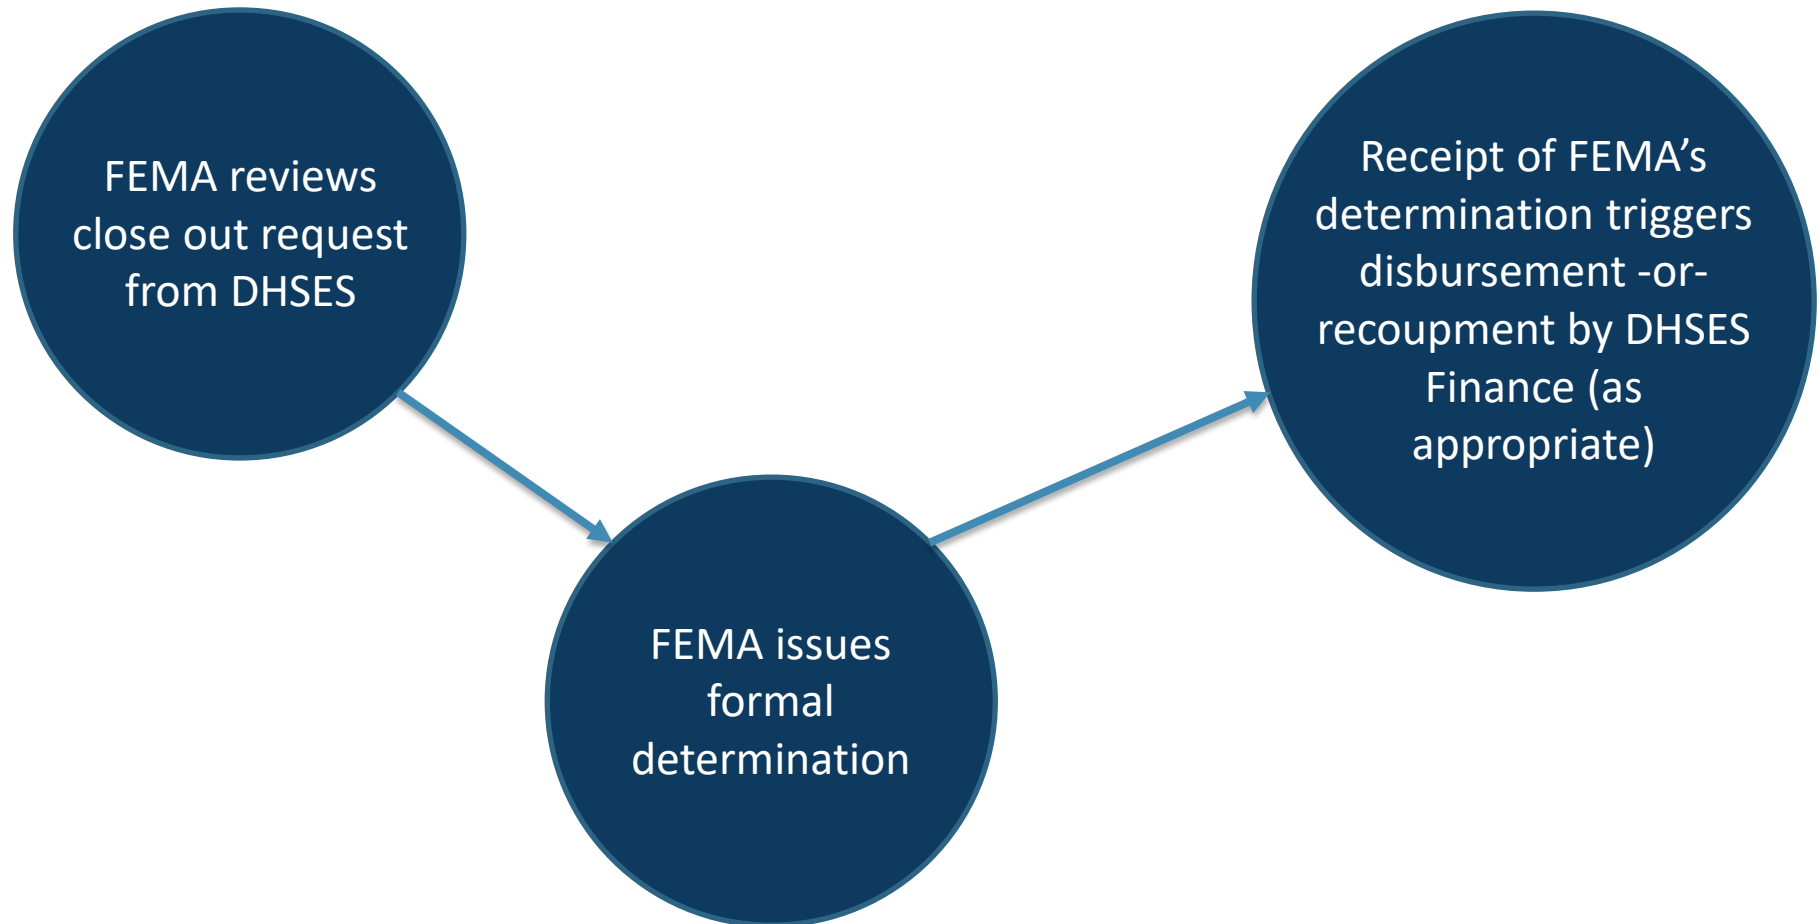 FEMA reviews
close out request
from DHSES
FEMA issues
formal
determination
Receipt of FEMA’s
determination triggers
disbursement -or-
recoupment by DHSES
Finance (as
appropriate)